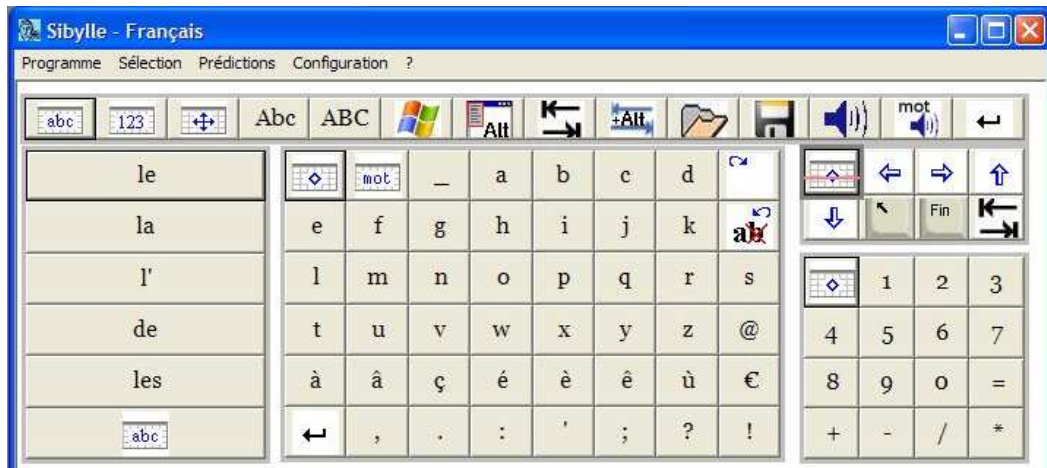 Sibylle - Français
Programme Sélection Prédictions Configuration ?
abc 123 Abc ABC Alt +Alt mot
le
la
l'
de
les
abc
mot _ a b c d
e f g h i j k ab
l m n o p q r s
t u v w x y z @
à â ç é è ê ù €
, . : ' ; ? !
Fin
1 2 3
4 5 6 7
8 9 0 =
+ - / *